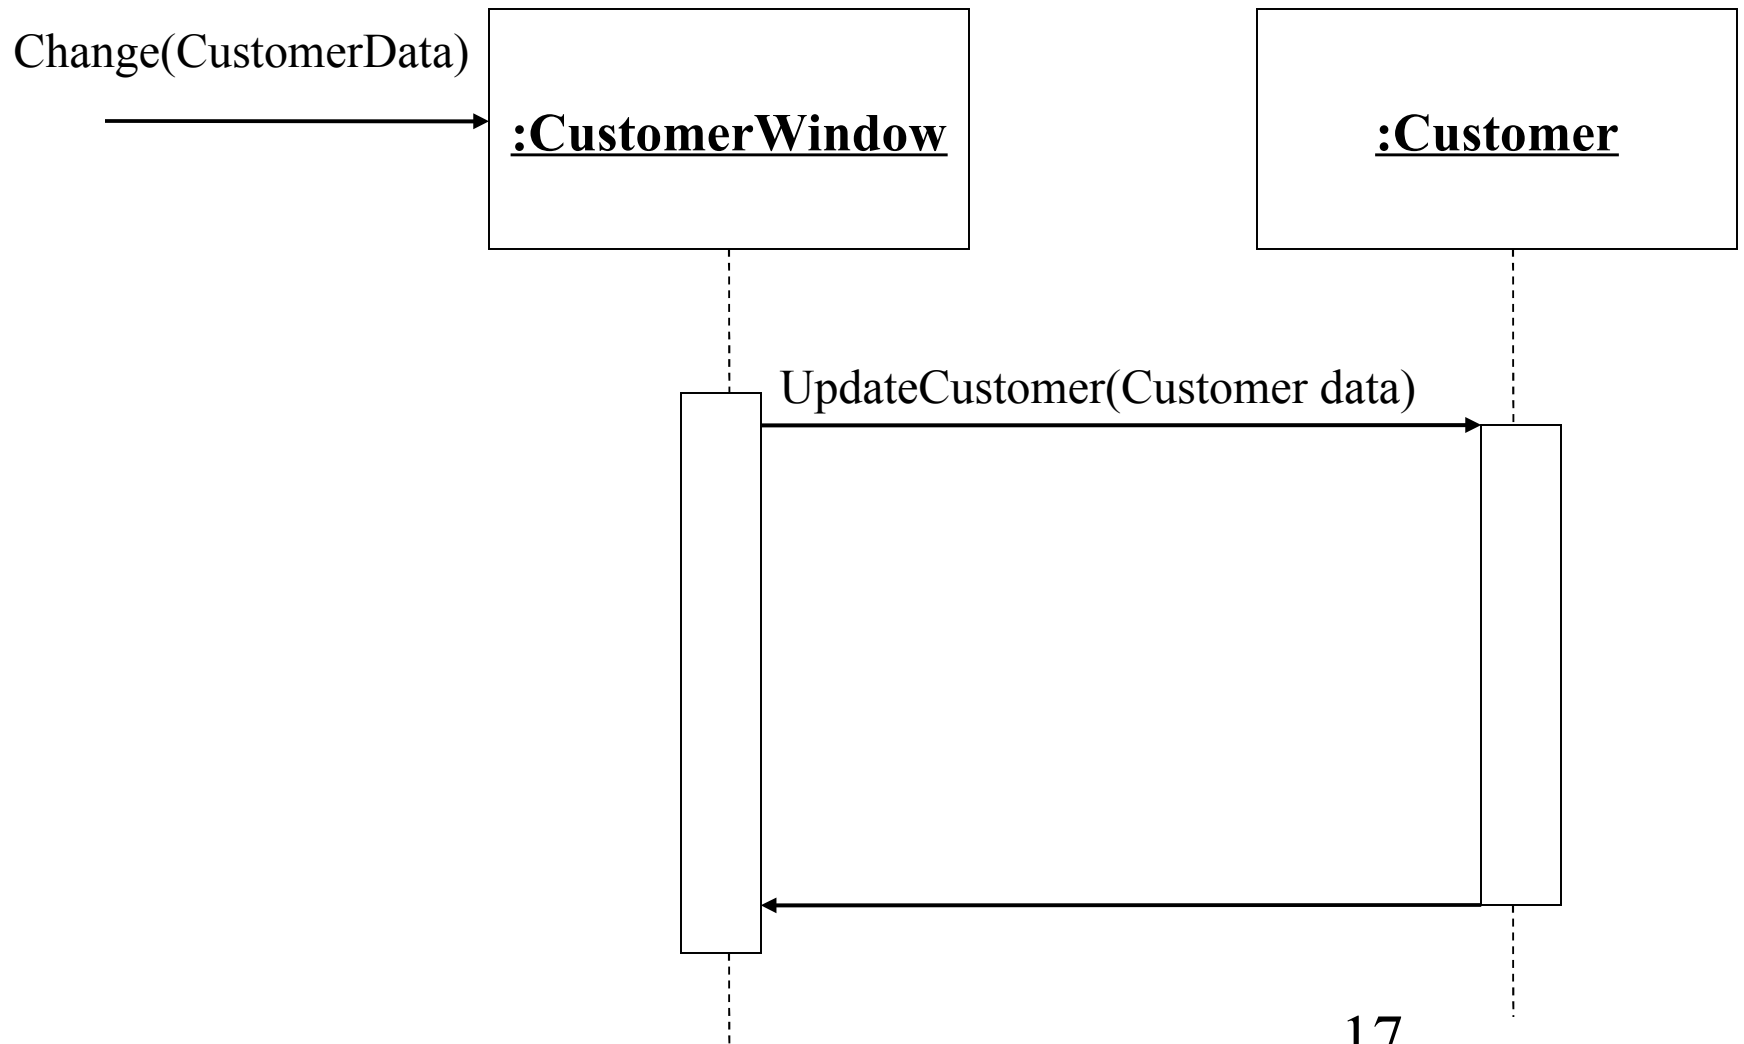 Change(CustomerData)
:CustomerWindow
:Customer
UpdateCustomer(Customer data)
17